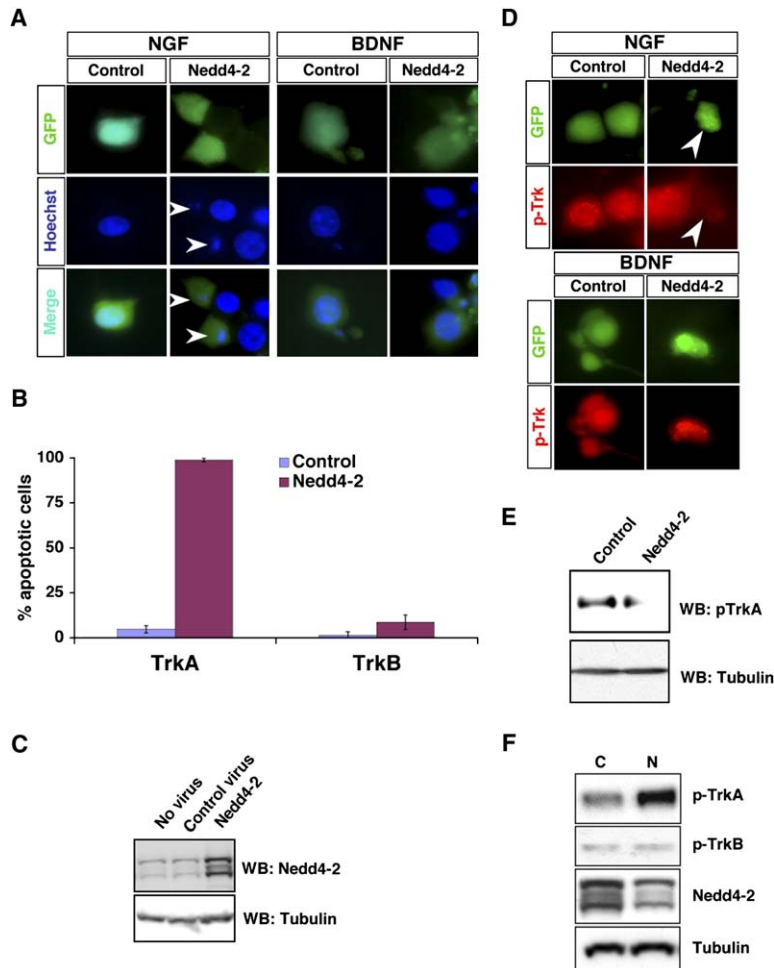 A
NGF
BDNF
Control
Nedd4-2
Control
Nedd4-2
GFP
Hoechst
Merge
B
% apoptotic cells
100
75
50
25
0
Control
Nedd4-2
TrkA
TrkB
C
No virus
Control virus
Nedd4-2
WB: Nedd4-2
WB: Tubulin
D
NGF
Control
Nedd4-2
GFP
p-Trk
BDNF
Control
Nedd4-2
GFP
p-Trk
E
Control
Nedd4-2
WB: pTrkA
WB: Tubulin
F
C N
p-TrkA
p-TrkB
Nedd4-2
Tubulin